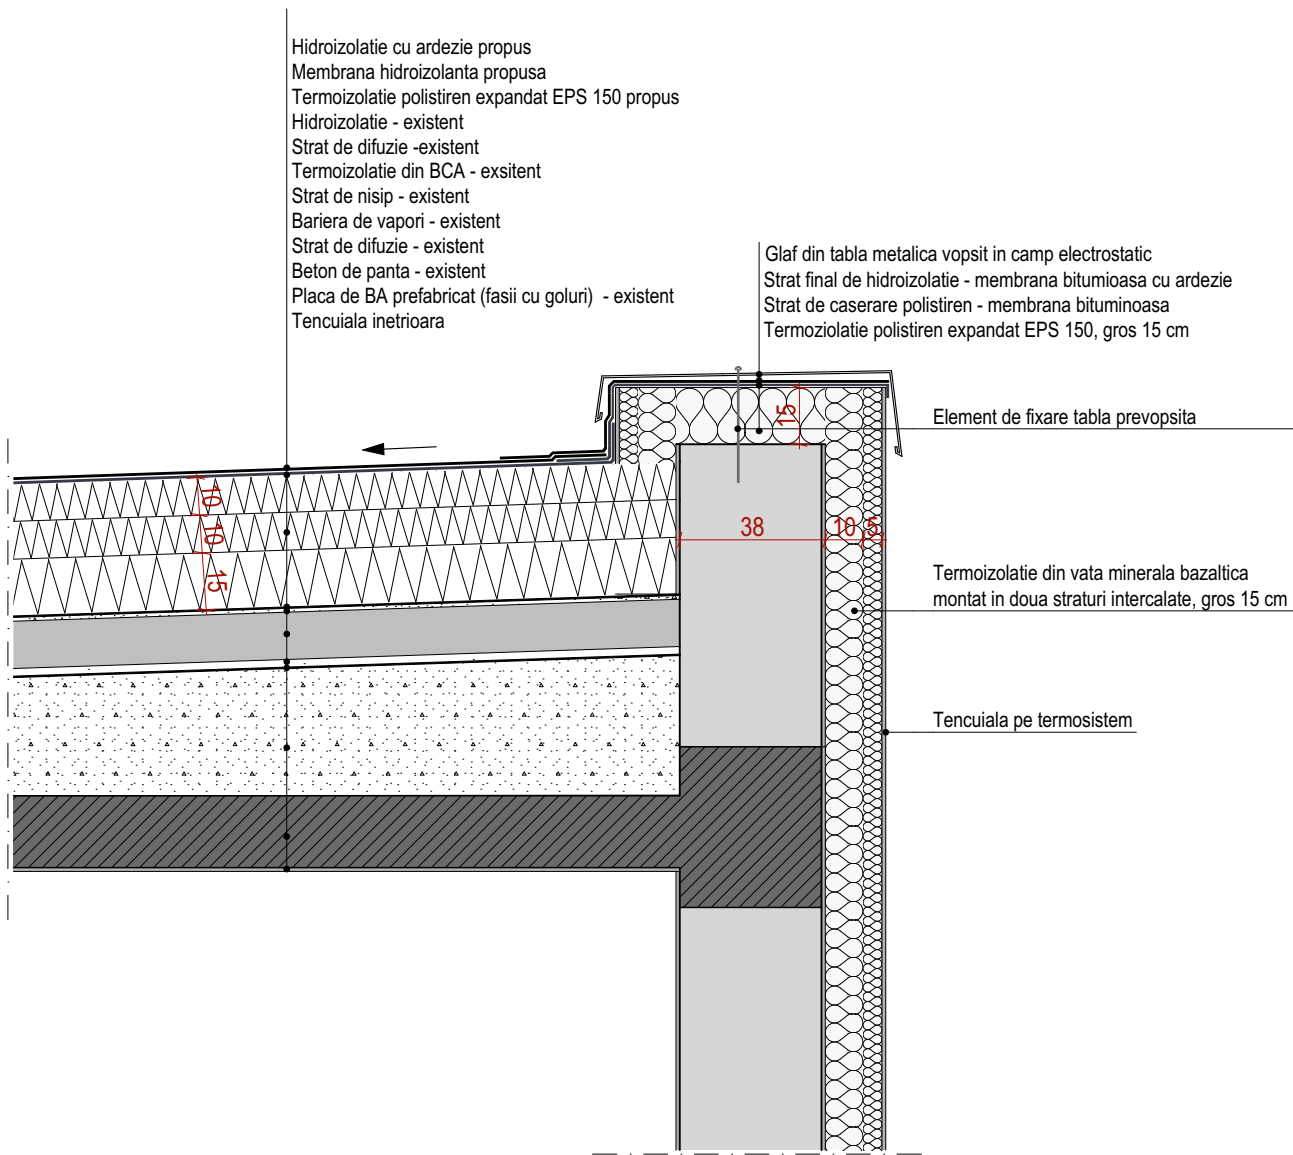 Hidroizolatie cu ardezie propus
Membrana hidroizolanta propusa
Termoizolatie polistiren expandat EPS 150 propus
Hidroizolatie - existent
Strat de difuzie -existent
Termoizolatie din BCA - exsitent
Strat de nisip - existent
Bariera de vapori - existent
Strat de difuzie - existent
Beton de panta - existent
Placa de BA prefabricat (fasii cu goluri)  - existent
Tencuiala inetrioara
Glaf din tabla metalica vopsit in camp electrostatic
Strat final de hidroizolatie - membrana bitumioasa cu ardezie
Strat de caserare polistiren - membrana bituminoasa
Termoziolatie polistiren expandat EPS 150, gros 15 cm
15
Element de fixare tabla prevopsita
10
10
15
38
10
5
Termoizolatie din vata minerala bazaltica
montat in doua straturi intercalate, gros 15 cm
Tencuiala pe termosistem